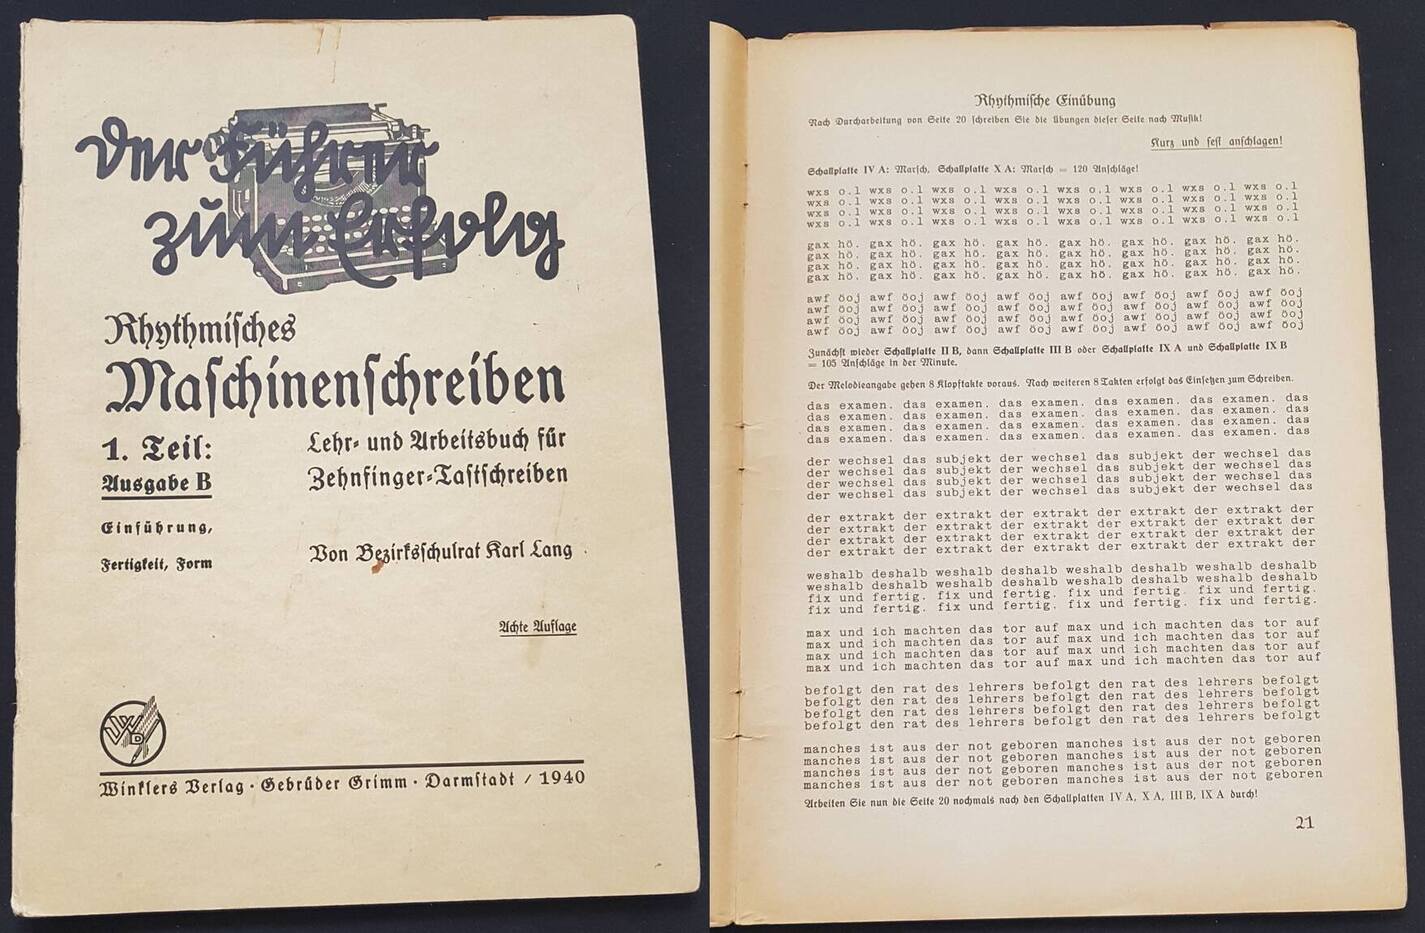 Der Führer
zum Erfolg
Rhythmisches
Maschinenschreiben
1. Teil:
Ausgabe B
Einführung,
Fertigkeit, Form
Lehr- und Arbeitsbuch für
Zehnfinger-Tastschreiben
Von Bezirksschulrat Karl Lang
Achte Auflage
Winklers Verlag · Gebrüder Grimm · Darmstadt / 1940
Rhythmische Einübung
Nach Durcharbeitung von Seite 20 schreiben Sie die Übungen dieser Seite nach Musik!
Kurz und fest anschlagen!
Schallplatte IV A: Marsch. Schallplatte X A: Marsch = 120 Anschläge!
wxs o.l wxs o.l wxs o.l wxs o.l wxs o.l wxs o.l wxs o.l wxs o.l
wxs o.l wxs o.l wxs o.l wxs o.l wxs o.l wxs o.l wxs o.l wxs o.l
wxs o.l wxs o.l wxs o.l wxs o.l wxs o.l wxs o.l wxs o.l wxs o.l
wxs o.l wxs o.l wxs o.l wxs o.l wxs o.l wxs o.l wxs o.l wxs o.l
gax hö. gax hö. gax hö. gax hö. gax hö. gax hö. gax hö. gax hö.
gax hö. gax hö. gax hö. gax hö. gax hö. gax hö. gax hö. gax hö.
gax hö. gax hö. gax hö. gax hö. gax hö. gax hö. gax hö. gax hö.
gax hö. gax hö. gax hö. gax hö. gax hö. gax hö. gax hö. gax hö.
awf öoj awf öoj awf öoj awf öoj awf öoj awf öoj awf öoj awf öoj
awf öoj awf öoj awf öoj awf öoj awf öoj awf öoj awf öoj awf öoj
awf öoj awf öoj awf öoj awf öoj awf öoj awf öoj awf öoj awf öoj
awf öoj awf öoj awf öoj awf öoj awf öoj awf öoj awf öoj awf öoj
Zunächst wieder Schallplatte II B, dann Schallplatte III B oder Schallplatte IX A und Schallplatte IX B
= 105 Anschläge in der Minute.
Der Melodieangabe gehen 8 Klopftakte voraus. Nach weiteren 8 Takten erfolgt das Einsetzen zum Schreiben.
das examen. das examen. das examen. das examen. das examen. das
das examen. das examen. das examen. das examen. das examen. das
das examen. das examen. das examen. das examen. das examen. das
das examen. das examen. das examen. das examen. das examen. das
der wechsel das subjekt der wechsel das subjekt der wechsel das
der wechsel das subjekt der wechsel das subjekt der wechsel das
der wechsel das subjekt der wechsel das subjekt der wechsel das
der wechsel das subjekt der wechsel das subjekt der wechsel das
der extrakt der extrakt der extrakt der extrakt der extrakt der
der extrakt der extrakt der extrakt der extrakt der extrakt der
der extrakt der extrakt der extrakt der extrakt der extrakt der
der extrakt der extrakt der extrakt der extrakt der extrakt der
weshalb deshalb weshalb deshalb weshalb deshalb weshalb deshalb
weshalb deshalb weshalb deshalb weshalb deshalb weshalb deshalb
fix und fertig. fix und fertig. fix und fertig. fix und fertig.
fix und fertig. fix und fertig. fix und fertig. fix und fertig.
max und ich machten das tor auf max und ich machten das tor auf
max und ich machten das tor auf max und ich machten das tor auf
max und ich machten das tor auf max und ich machten das tor auf
max und ich machten das tor auf max und ich machten das tor auf
befolgt den rat des lehrers befolgt den rat des lehrers befolgt
befolgt den rat des lehrers befolgt den rat des lehrers befolgt
befolgt den rat des lehrers befolgt den rat des lehrers befolgt
befolgt den rat des lehrers befolgt den rat des lehrers befolgt
manches ist aus der not geboren manches ist aus der not geboren
manches ist aus der not geboren manches ist aus der not geboren
manches ist aus der not geboren manches ist aus der not geboren
manches ist aus der not geboren manches ist aus der not geboren
Arbeiten Sie nun die Seite 20 nochmals nach den Schallplatten IV A, X A, III B, IX A durch!
21